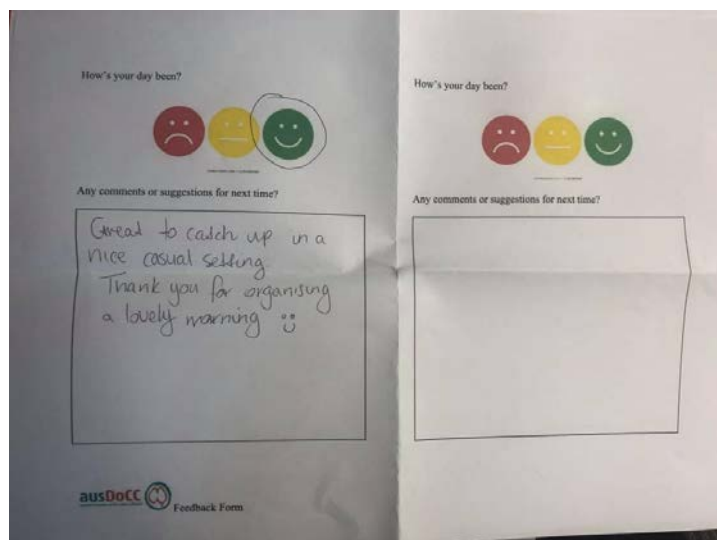 How's your day been?
Any comments or suggestions for next time?
Great to catch up in a
nice casual setting
Thank you for organising
a lovely morning
ausDoCC
Feedback Form
How's your day been?
Any comments or suggestions for next time?